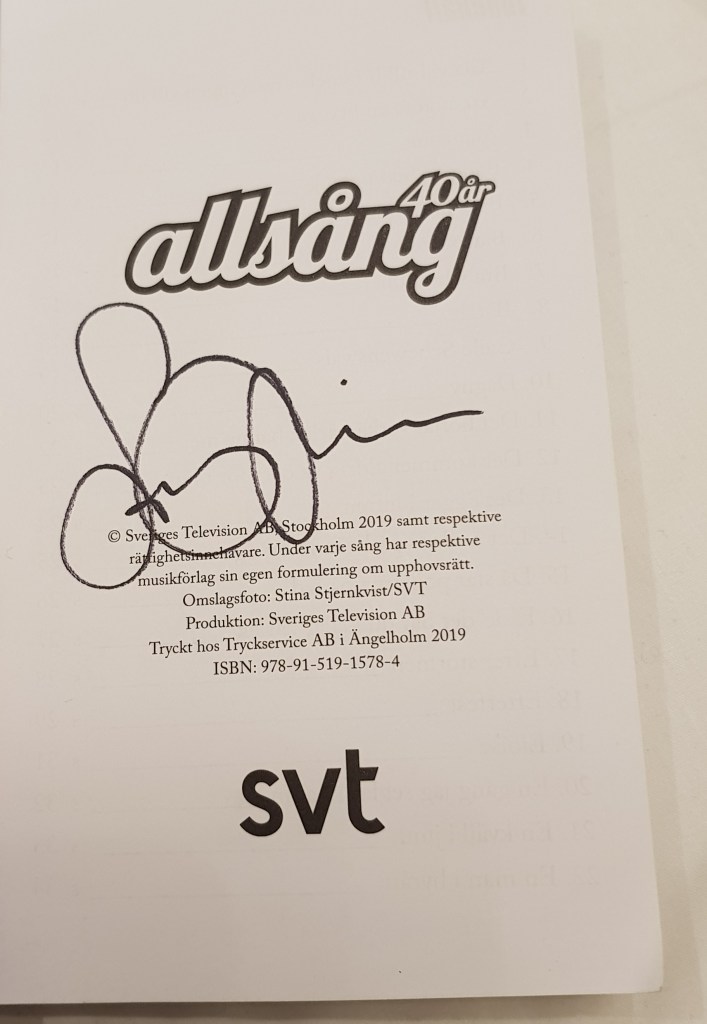 allsång 40 år
© Sveriges Television AB, Stockholm 2019 samt respektive
rättighetsinnehavare. Under varje sång har respektive
musikförlag sin egen formulering om upphovsrätt.
Omslagsfoto: Stina Stjernkvist/SVT
Produktion: Sveriges Television AB
Tryckt hos Tryckservice AB i Ängelholm 2019
ISBN: 978-91-519-1578-4
svt